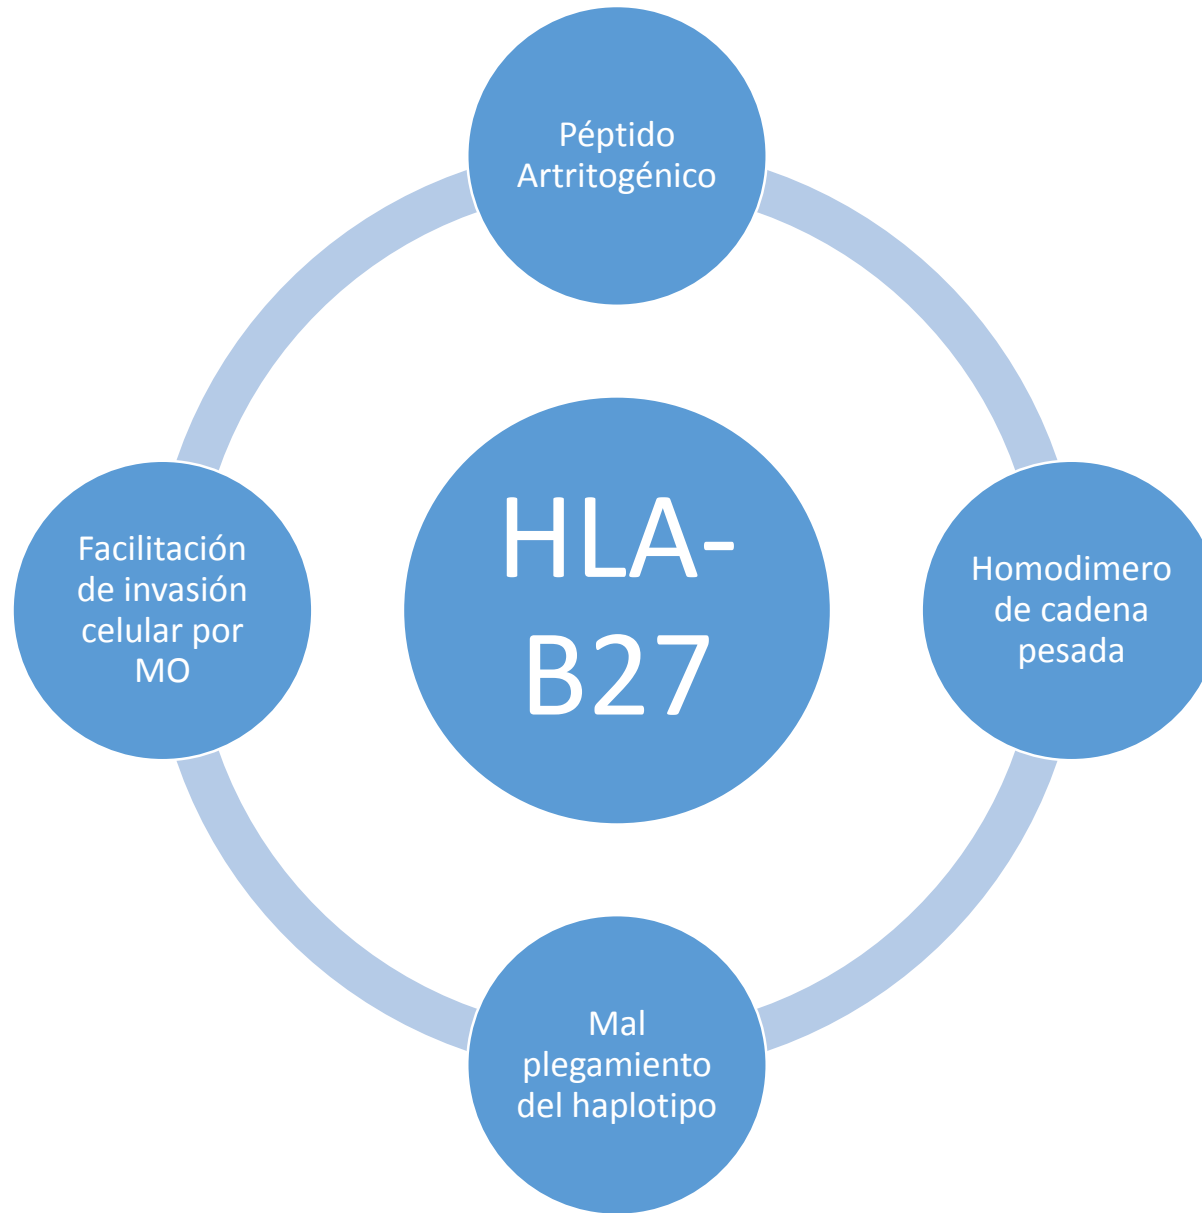 Péptido
Artritogénico
HLA-
B27
Facilitación
de invasión
celular por
MO
Homodimero
de cadena
pesada
Mal
plegamiento
del haplotipo